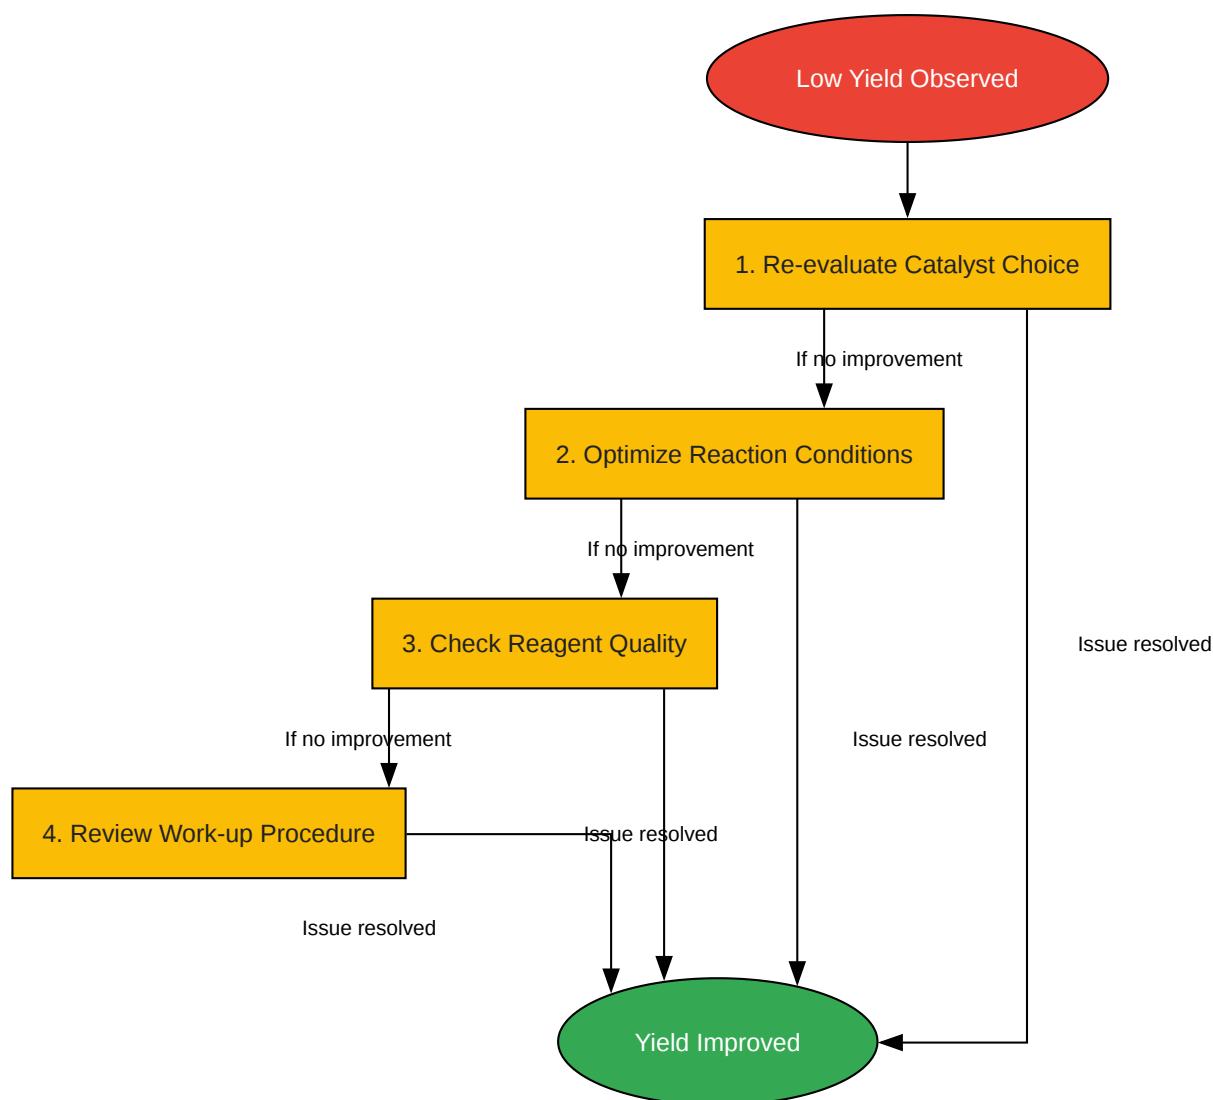 Low Yield Observed
1. Re-evaluate Catalyst Choice
If no improvement
2. Optimize Reaction Conditions
If no improvement
3. Check Reagent Quality
Issue resolved
If no improvement
Issue resolved
4. Review Work-up Procedure
Issue resolved
Issue resolved
Yield Improved